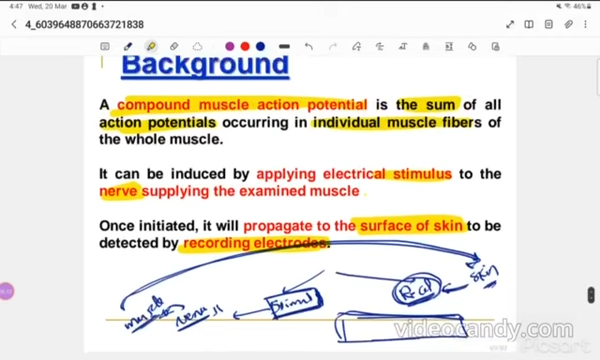 4:47 Wed, 20 Mar
46%
4_6039648870663721838
Background
A compound muscle action potential is the sum of all
action potentials occurring in individual muscle fibers of
the whole muscle.
It can be induced by applying electrical stimulus to the
nerve supplying the examined muscle
Once initiated, it will propagate to the surface of skin to be
detected by recording electrodes.
muscle
nerve
Stimul
Rcd
skin
videocandy.com
Picsart